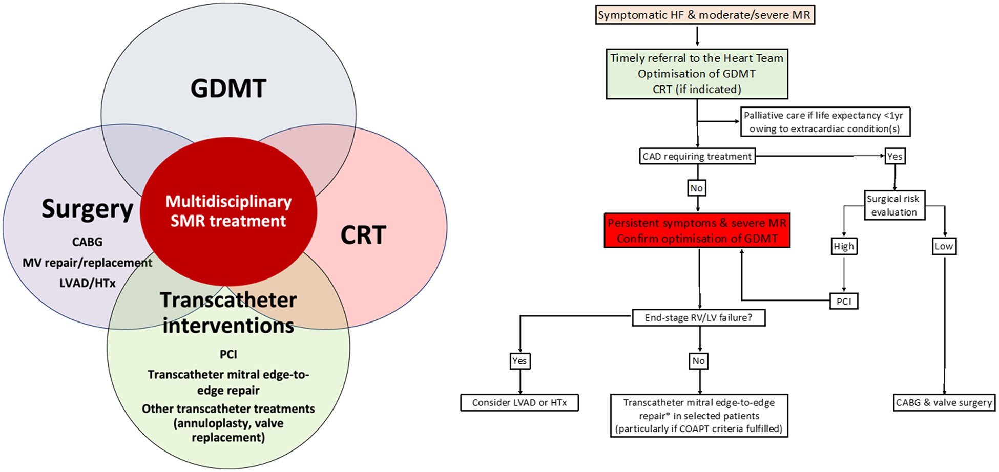 GDMT
Surgery
CABG
MV repair/replacement
LVAD/HTx
Multidisciplinary
SMR treatment
CRT
Transcatheter
interventions
PCI
Transcatheter mitral edge-to-
edge repair
Other transcatheter treatments
(annuloplasty, valve
replacement)
Symptomatic HF & moderate/severe MR
Timely referral to the Heart Team
Optimisation of GDMT
CRT (if indicated)
Palliative care if life expectancy <1yr
owing to extracardiac condition(s)
CAD requiring treatment
Yes
No
Surgical risk
evaluation
Persistent symptoms & severe MR
Confirm optimisation of GDMT
High
Low
PCI
End-stage RV/LV failure?
Yes
No
Consider LVAD or HTx
Transcatheter mitral edge-to-edge
repair* in selected patients
(particularly if COAPT criteria fulfilled)
CABG & valve surgery